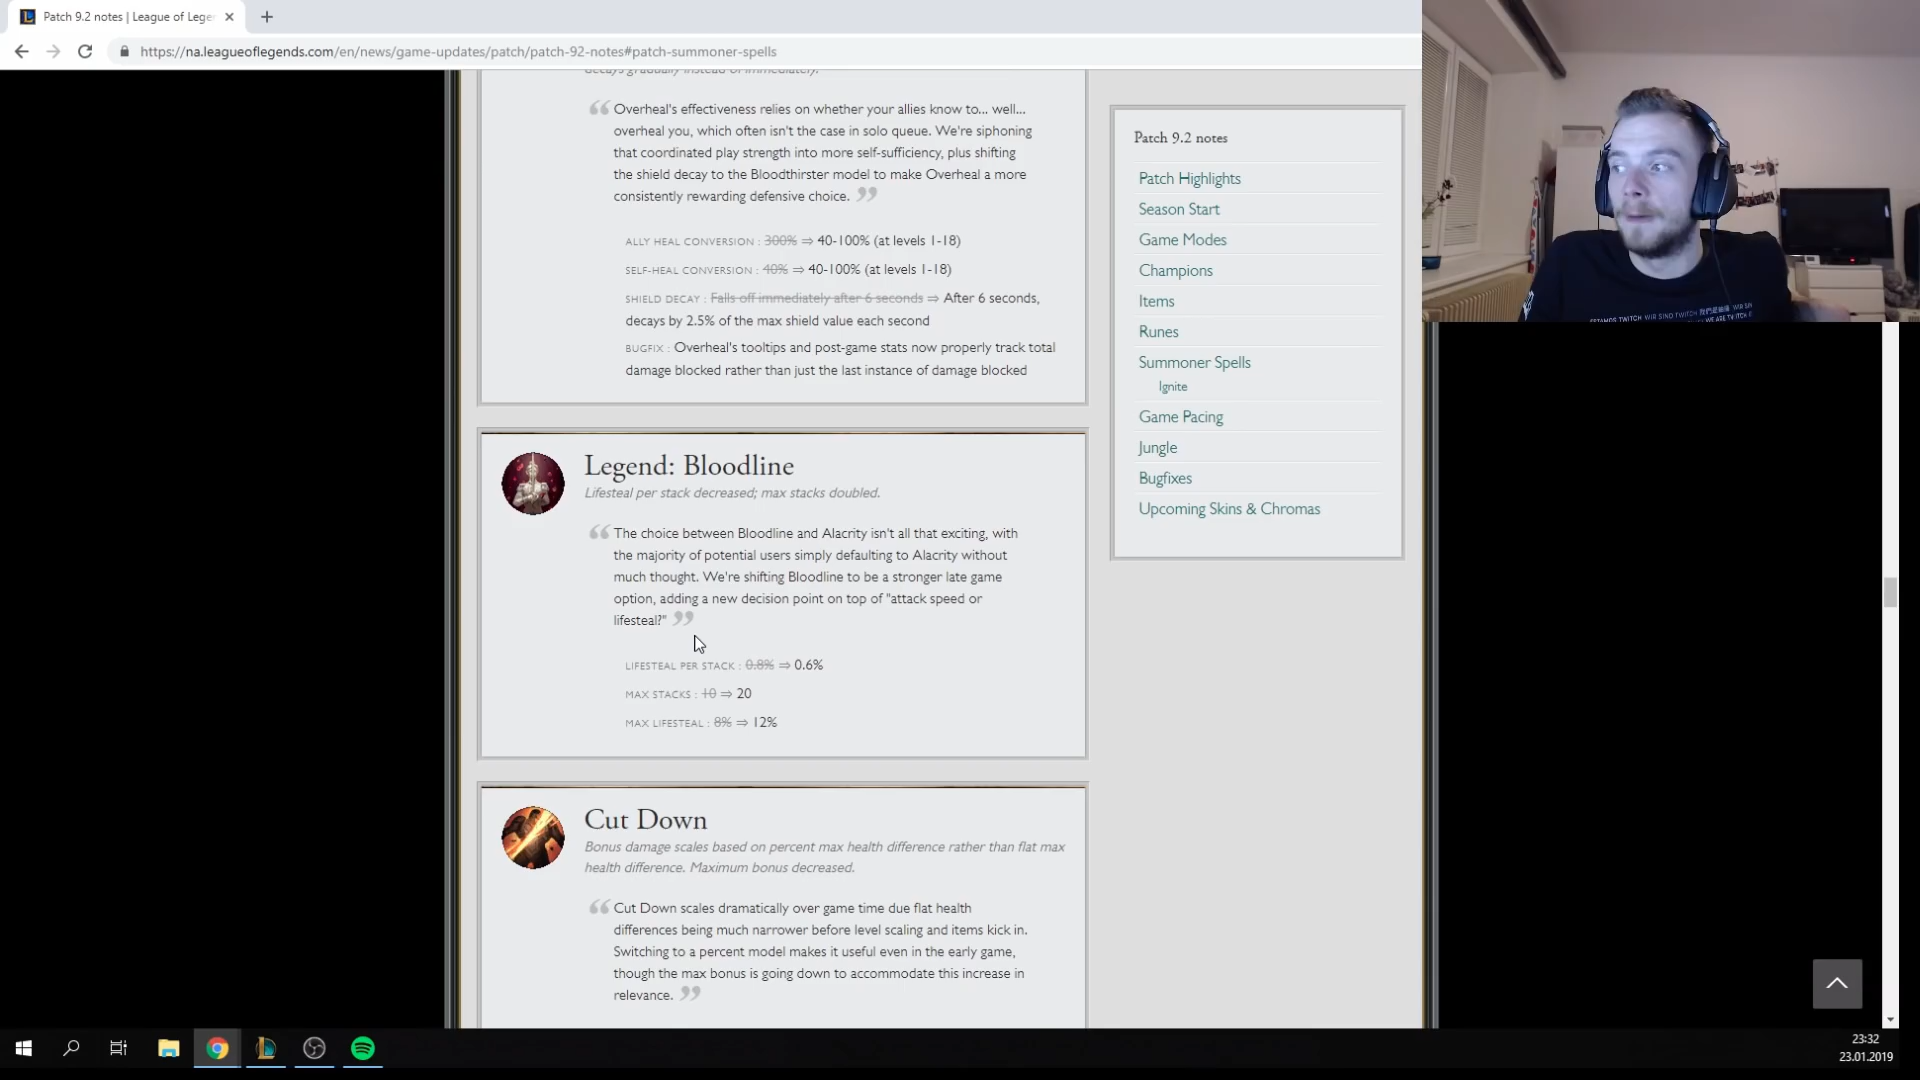 Patch 9.2 notes | League of Lege
https://na.leagueoflegends.com/en/news/game-updates/patch/patch-92-notes#patch-summoner-spells
decays gradually instead of immediately.
Overheal's effectiveness relies on whether your allies know to... well...
overheal you, which often isn't the case in solo queue. We're siphoning
that coordinated play strength into more self-sufficiency, plus shifting
the shield decay to the Bloodthirster model to make Overheal a more
consistently rewarding defensive choice.
ALLY HEAL CONVERSION : 300% ⇒ 40-100% (at levels 1-18)
SELF-HEAL CONVERSION : 40% ⇒ 40-100% (at levels 1-18)
SHIELD DECAY : Falls off immediately after 6 seconds ⇒ After 6 seconds,
decays by 2.5% of the max shield value each second
BUGFIX : Overheal's tooltips and post-game stats now properly track total
damage blocked rather than just the last instance of damage blocked
Legend: Bloodline
Lifesteal per stack decreased; max stacks doubled.
The choice between Bloodline and Alacrity isn't all that exciting, with
the majority of potential users simply defaulting to Alacrity without
much thought. We're shifting Bloodline to be a stronger late game
option, adding a new decision point on top of "attack speed or
lifesteal?"
LIFESTEAL PER STACK : 0.8% ⇒ 0.6%
MAX STACKS : 10 ⇒ 20
MAX LIFESTEAL : 8% ⇒ 12%
Cut Down
Bonus damage scales based on percent max health difference rather than flat max
health difference. Maximum bonus decreased.
Cut Down scales dramatically over game time due flat health
differences being much narrower before level scaling and items kick in.
Switching to a percent model makes it useful even in the early game,
though the max bonus is going down to accommodate this increase in
relevance.
Patch 9.2 notes
Patch Highlights
Season Start
Game Modes
Champions
Items
Runes
Summoner Spells
Ignite
Game Pacing
Jungle
Bugfixes
Upcoming Skins & Chromas
23:32
23.01.2019